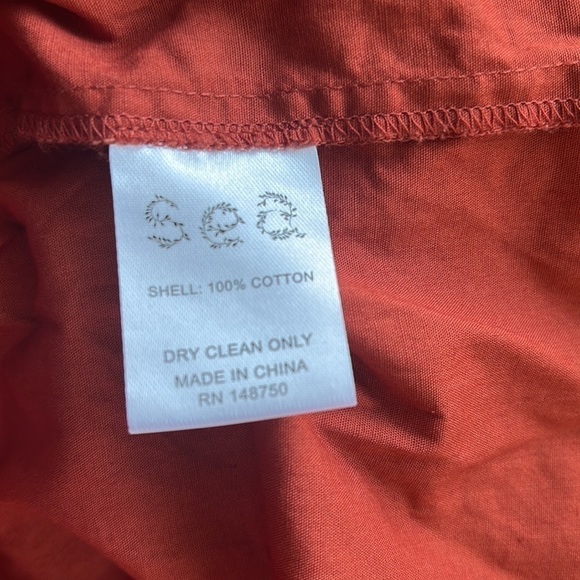 Sea
SHELL: 100% COTTON
DRY CLEAN ONLY
MADE IN CHINA
RN 148750